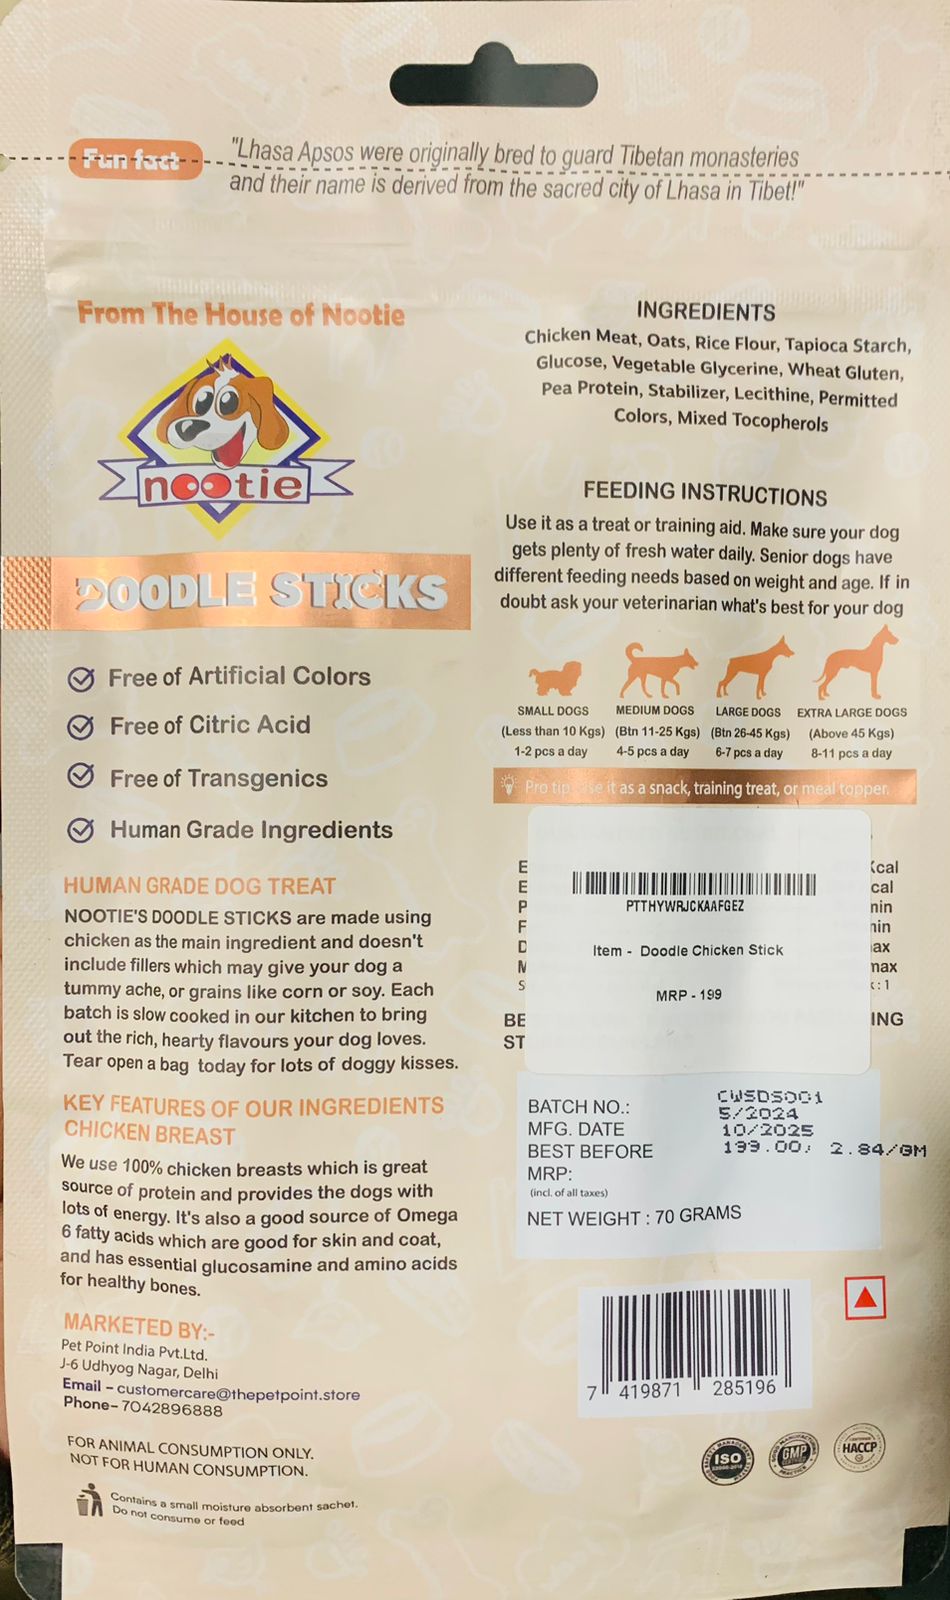 Fun fact
"Lhasa Apsos were originally bred to guard Tibetan monasteries
and their name is derived from the sacred city of Lhasa in Tibet!"
From The House of Nootie
nootie
DOODLE STICKS
Free of Artificial Colors
Free of Citric Acid
Free of Transgenics
Human Grade Ingredients
HUMAN GRADE DOG TREAT
NOOTIE'S DOODLE STICKS are made using
chicken as the main ingredient and doesn't
include fillers which may give your dog a
tummy ache, or grains like corn or soy. Each
batch is slow cooked in our kitchen to bring
out the rich, hearty flavours your dog loves.
Tear open a bag today for lots of doggy kisses.
KEY FEATURES OF OUR INGREDIENTS
CHICKEN BREAST
We use 100% chicken breasts which is great
source of protein and provides the dogs with
lots of energy. It's also a good source of Omega
6 fatty acids which are good for skin and coat,
and has essential glucosamine and amino acids
for healthy bones.
MARKETED BY:-
Pet Point India Pvt.Ltd.
J-6 Udhyog Nagar, Delhi
Email – customercare@thepetpoint.store
Phone– 7042896888
FOR ANIMAL CONSUMPTION ONLY.
NOT FOR HUMAN CONSUMPTION.
Contains a small moisture absorbent sachet.
Do not consume or feed
INGREDIENTS
Chicken Meat, Oats, Rice Flour, Tapioca Starch,
Glucose, Vegetable Glycerine, Wheat Gluten,
Pea Protein, Stabilizer, Lecithine, Permitted
Colors, Mixed Tocopherols
FEEDING INSTRUCTIONS
Use it as a treat or training aid. Make sure your dog
gets plenty of fresh water daily. Senior dogs have
different feeding needs based on weight and age. If in
doubt ask your veterinarian what's best for your dog
SMALL DOGS MEDIUM DOGS LARGE DOGS EXTRA LARGE DOGS
(Less than 10 Kgs) (Btn 11-25 Kgs) (Btn 26-45 Kgs) (Above 45 Kgs)
1-2 pcs a day 4-5 pcs a day 6-7 pcs a day 8-11 pcs a day
Pro tip: Use it as a snack, training treat, or meal topper.
PTTHYWRJCKAAFGEZ
Item - Doodle Chicken Stick
MRP - 199
BATCH NO.: CWSDS001
MFG. DATE 5/2024
BEST BEFORE 10/2025
MRP: 199.00/ 2.84/GM
(incl. of all taxes)
NET WEIGHT : 70 GRAMS
7 419871 285196
ISO
GMP
HACCP